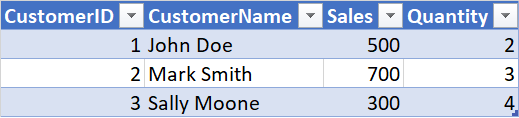 CustomerID CustomerName Sales Quantity
1 John Doe 500 2
2 Mark Smith 700 3
3 Sally Moone 300 4